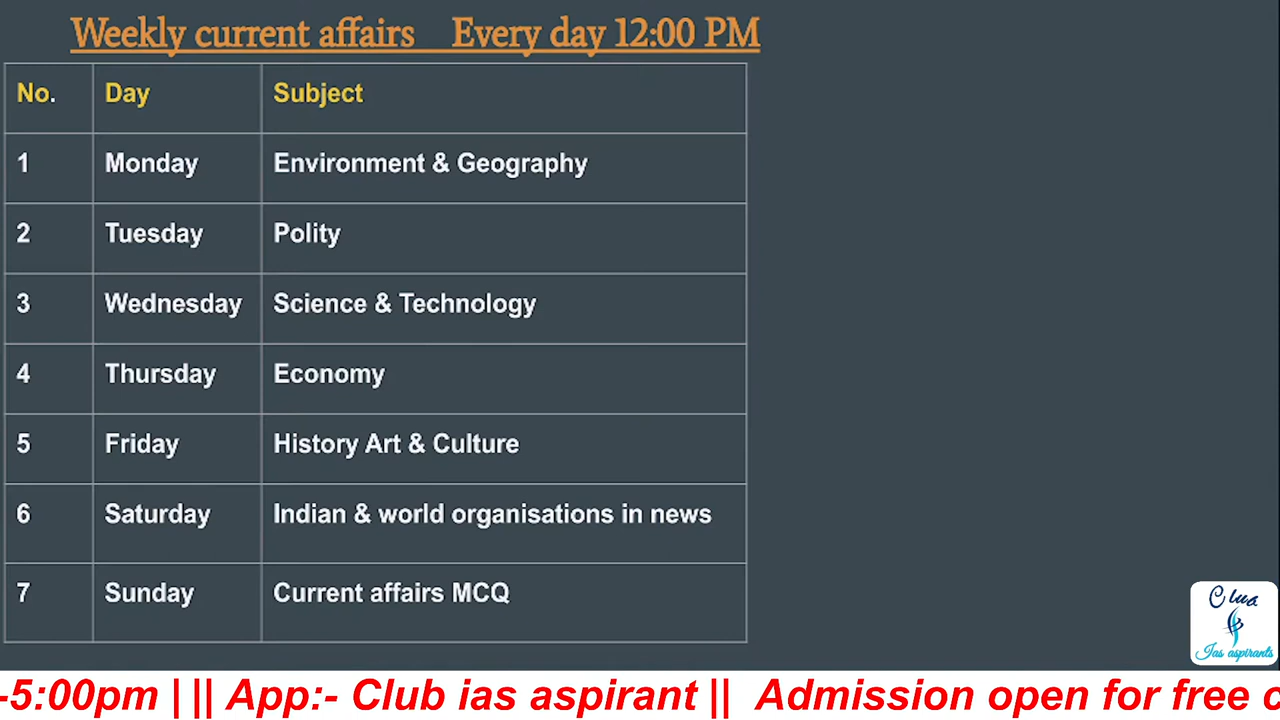 Weekly current affairs Every day 12:00 PM
No. Day Subject
1 Monday Environment & Geography
2 Tuesday Polity
3 Wednesday Science & Technology
4 Thursday Economy
5 Friday History Art & Culture
6 Saturday Indian & world organisations in news
7 Sunday Current affairs MCQ
Club
Ias aspirants
-5:00pm | || App:- Club ias aspirant || Admission open for free